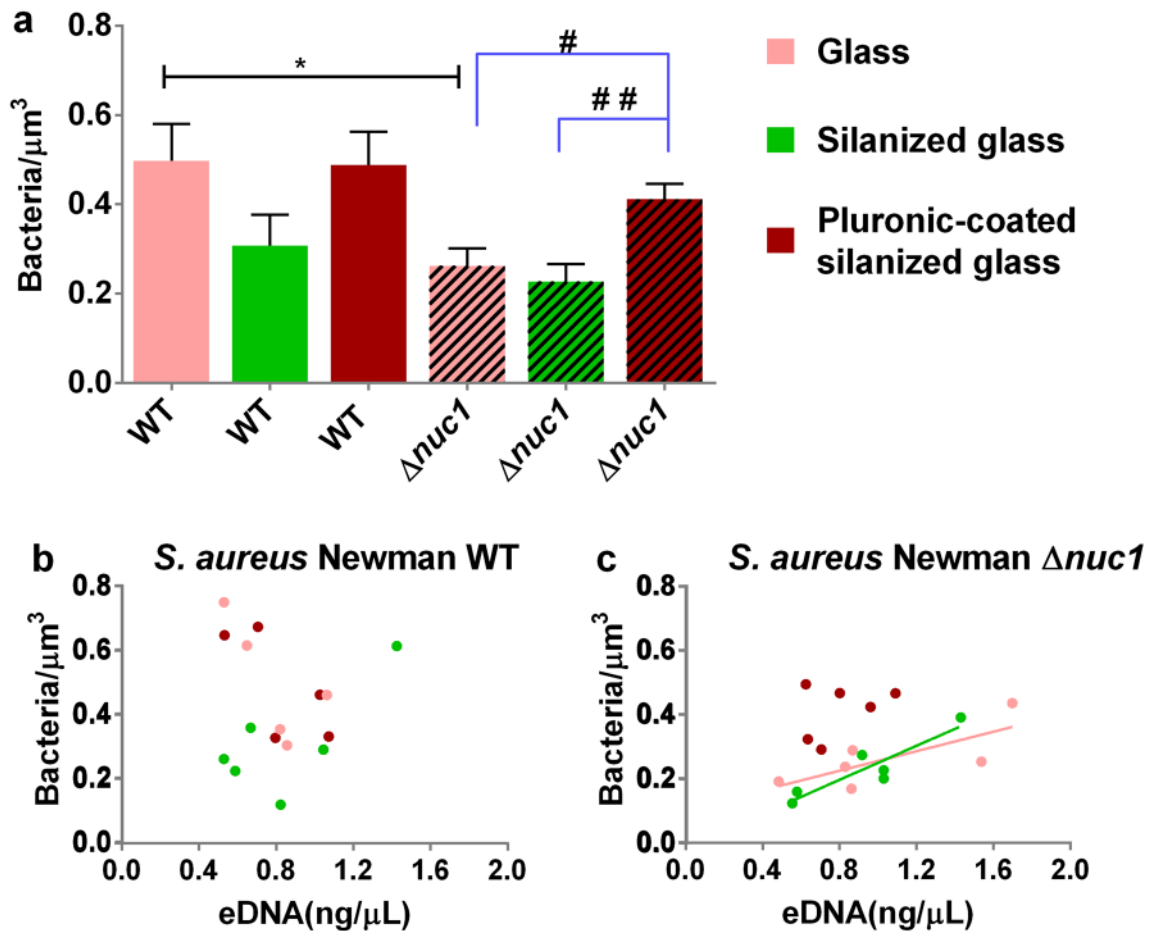 a
0.8
0.6
0.4
0.2
0.0
Bacteria/μm³
*
#
# #
WT
WT
WT
Δnuc1
Δnuc1
Δnuc1
Glass
Silanized glass
Pluronic-coated
silanized glass
b
S. aureus Newman WT
0.8
0.6
0.4
0.2
0.0
Bacteria/μm³
0.0 0.4 0.8 1.2 1.6 2.0
eDNA(ng/μL)
c
S. aureus Newman Δnuc1
0.8
0.6
0.4
0.2
0.0
Bacteria/μm³
0.0 0.4 0.8 1.2 1.6 2.0
eDNA(ng/μL)